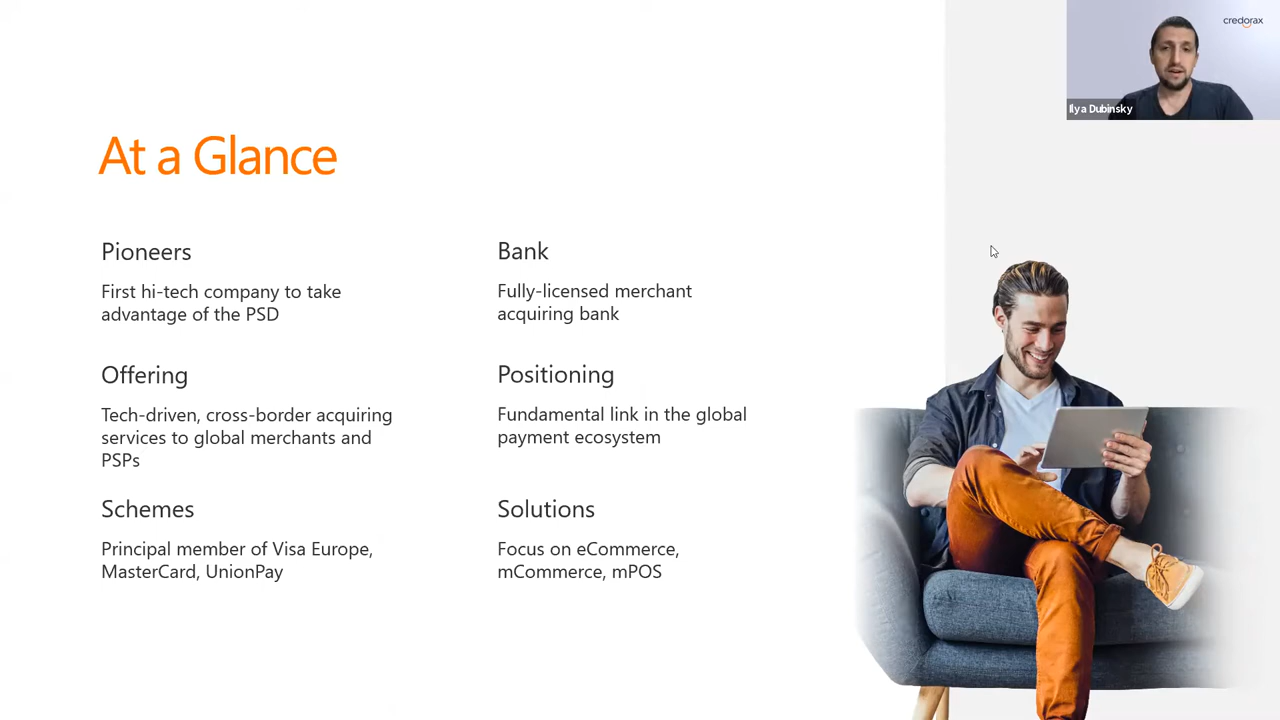 credorax
Ilya Dubinsky
At a Glance
Pioneers
First hi-tech company to take
advantage of the PSD
Bank
Fully-licensed merchant
acquiring bank
Offering
Tech-driven, cross-border acquiring
services to global merchants and
PSPs
Positioning
Fundamental link in the global
payment ecosystem
Schemes
Principal member of Visa Europe,
MasterCard, UnionPay
Solutions
Focus on eCommerce,
mCommerce, mPOS